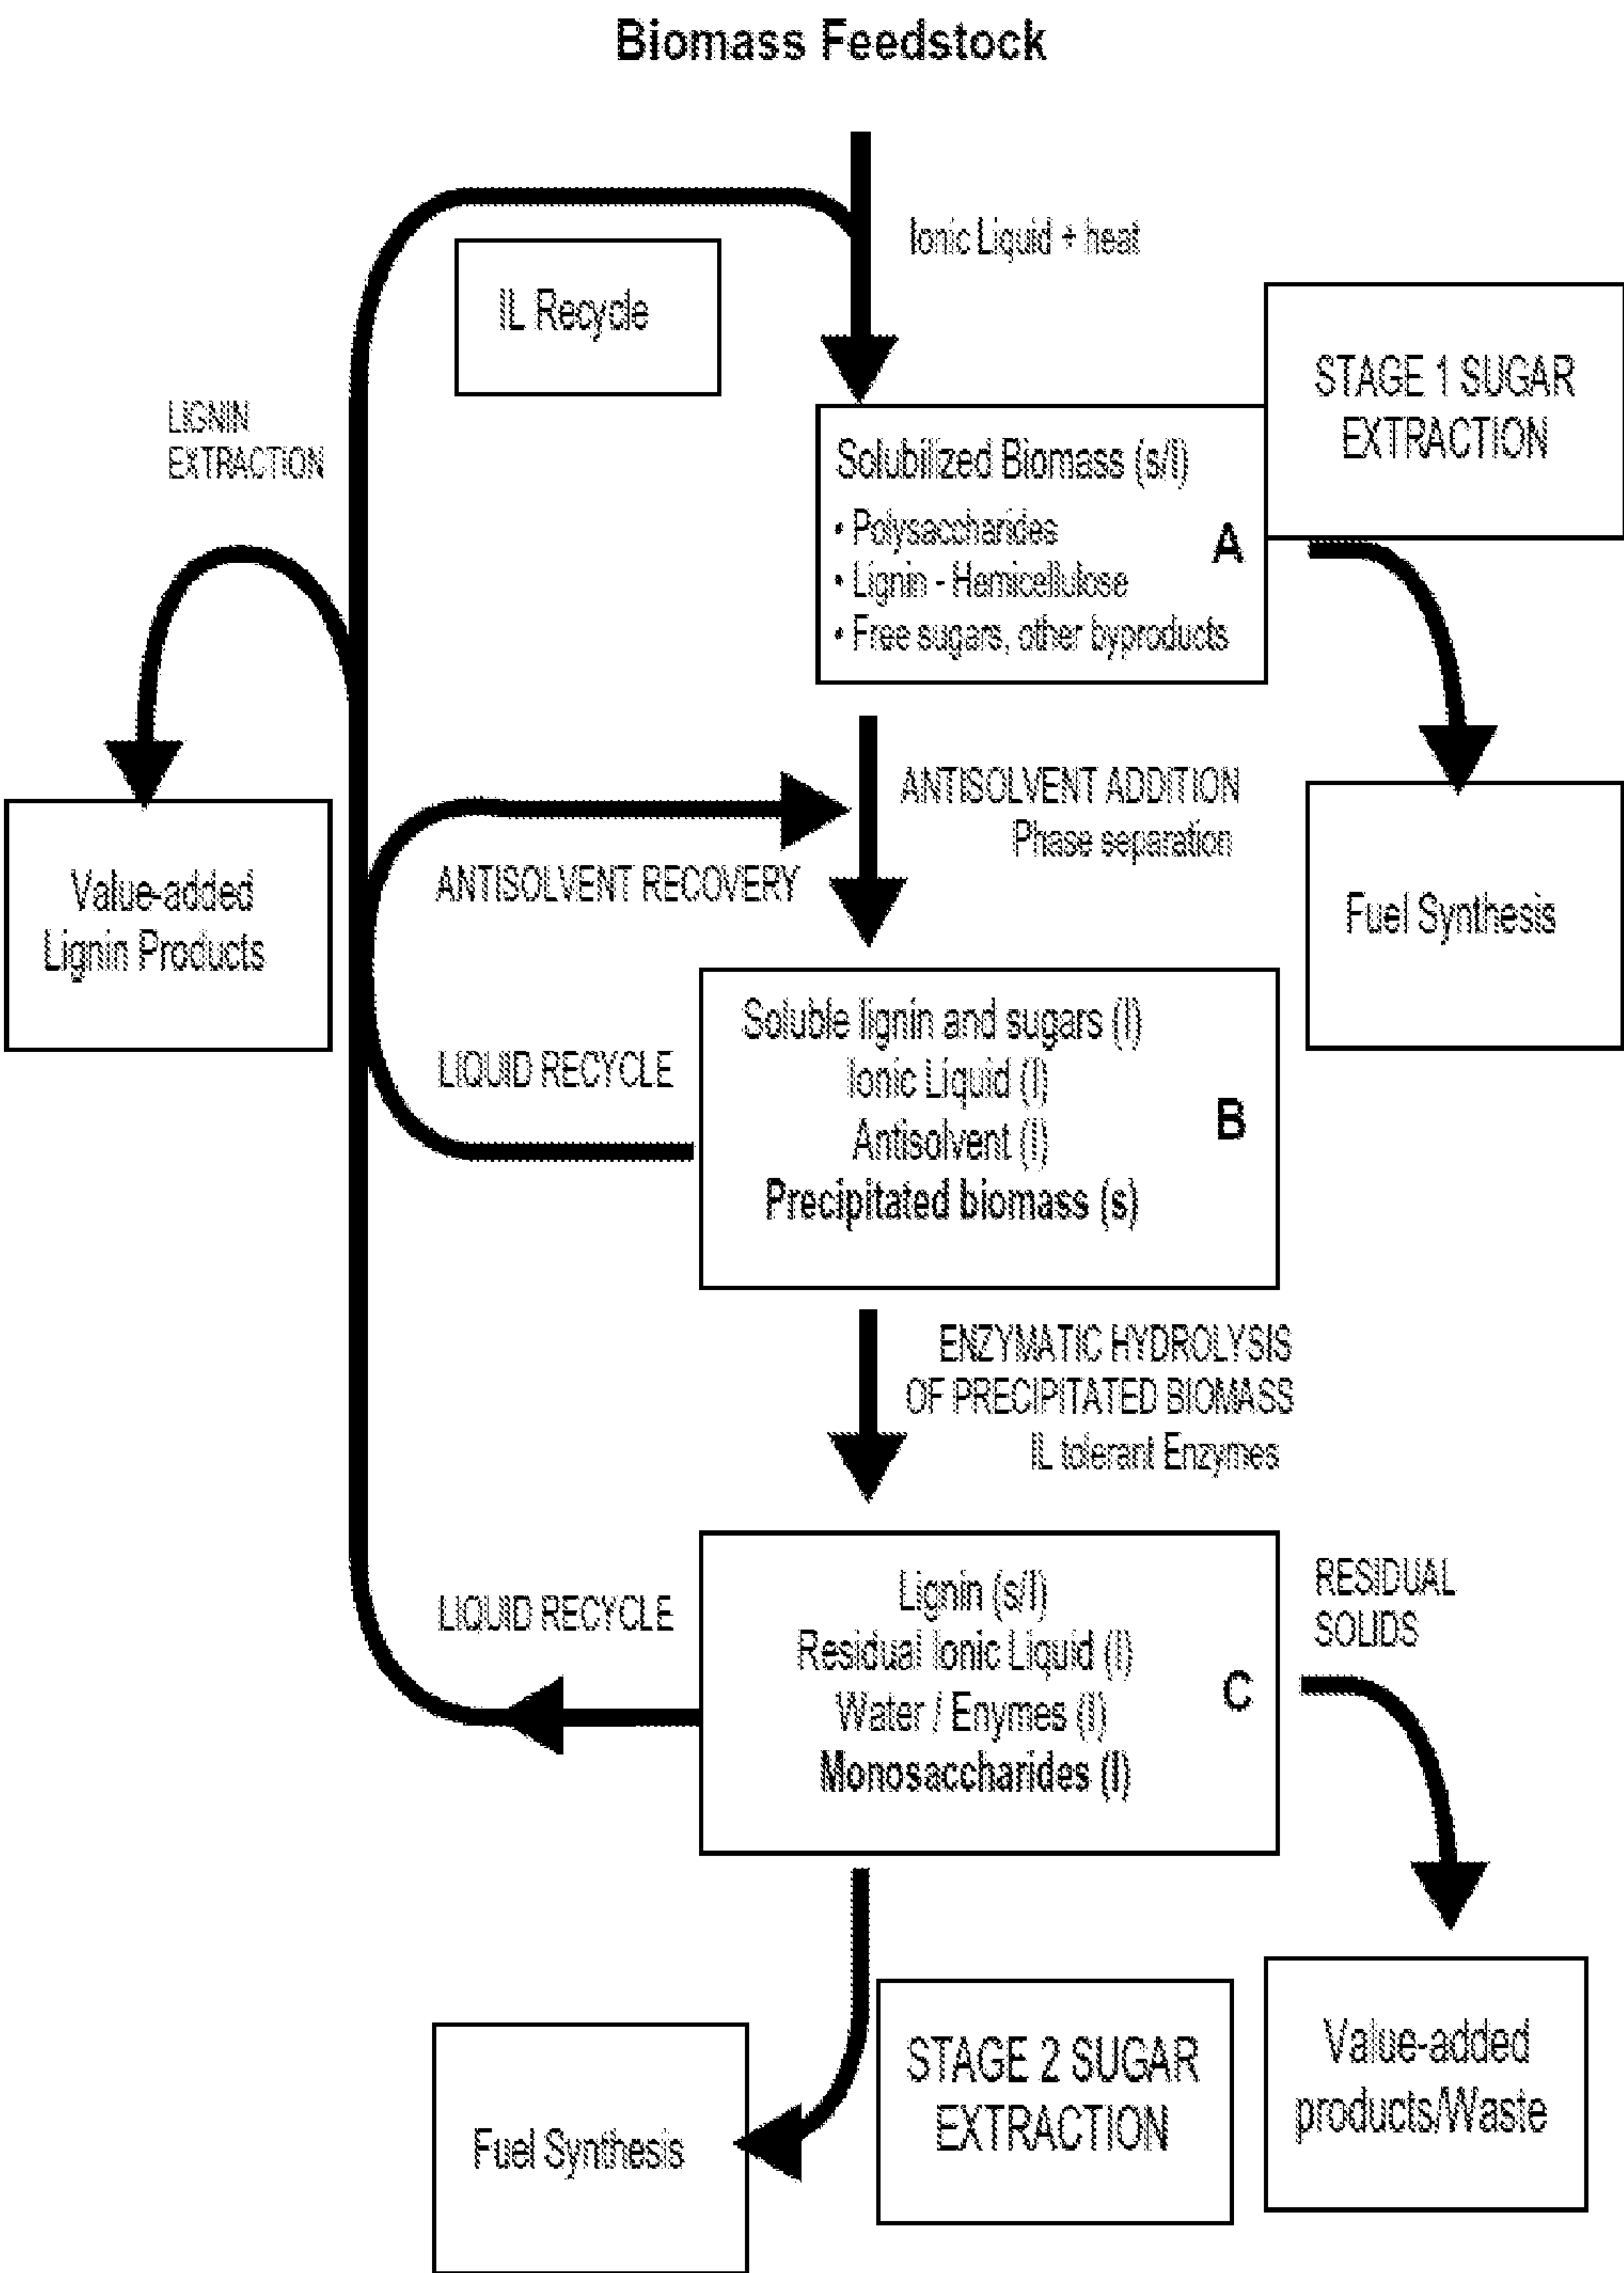 Biomass Feedstock
Ionic Liquid + heat
IL Recycle
STAGE 1 SUGAR
EXTRACTION
LIGNIN
EXTRACTION
Solubilized Biomass (s/l)
• Polysaccharides
• Lignin - Hemicellulose
• Free sugars, other byproducts
A
ANTISOLVENT ADDITION
Phase separation
ANTISOLVENT RECOVERY
Value-added
Lignin Products
Fuel Synthesis
LIQUID RECYCLE
Soluble lignin and sugars (l)
Ionic Liquid (l)
Antisolvent (l)
Precipitated biomass (s)
B
ENZYMATIC HYDROLYSIS
OF PRECIPITATED BIOMASS
IL tolerant Enzymes
LIQUID RECYCLE
Lignin (s/l)
Residual Ionic Liquid (l)
Water / Enymes (l)
Monosaccharides (l)
C
RESIDUAL
SOLIDS
Fuel Synthesis
STAGE 2 SUGAR
EXTRACTION
Value-added
products/Waste